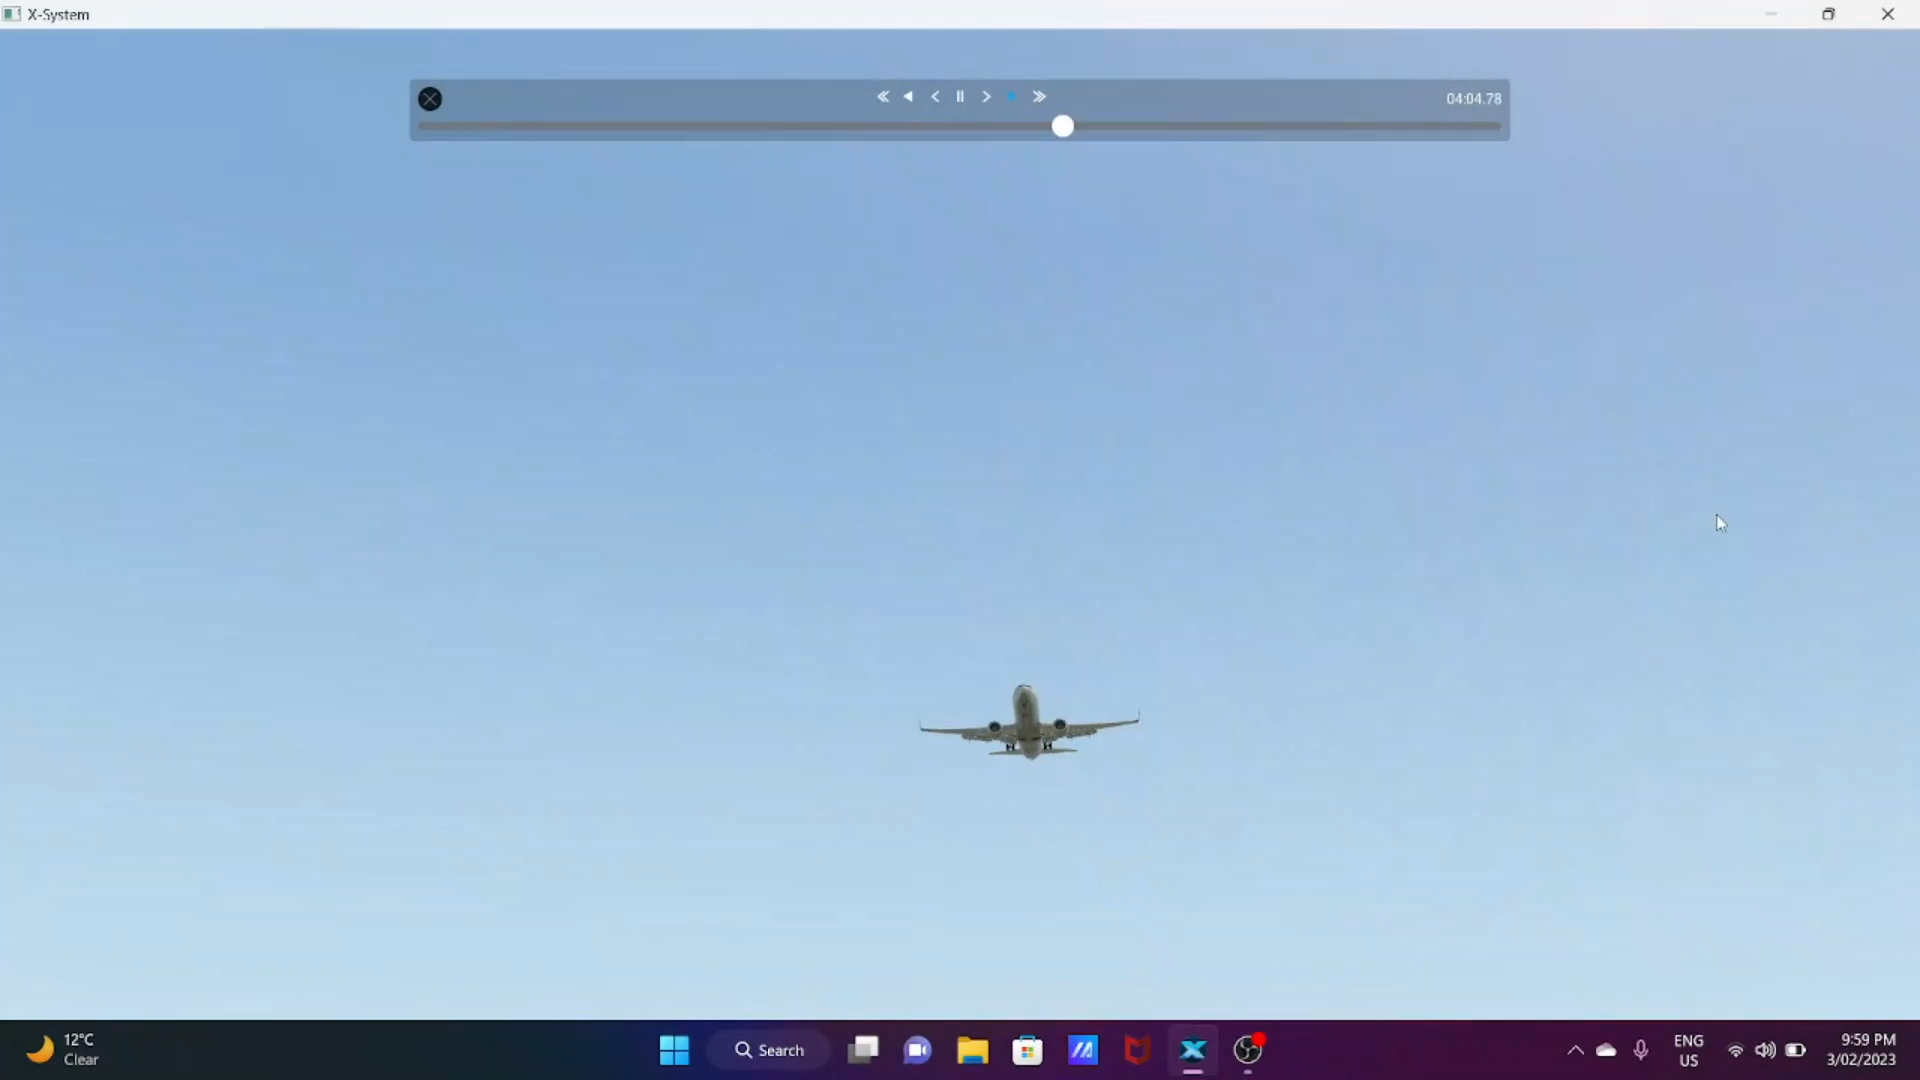 X-System
04:04.78
12°C
Clear
Search
ENG
US
9:59 PM
3/02/2023